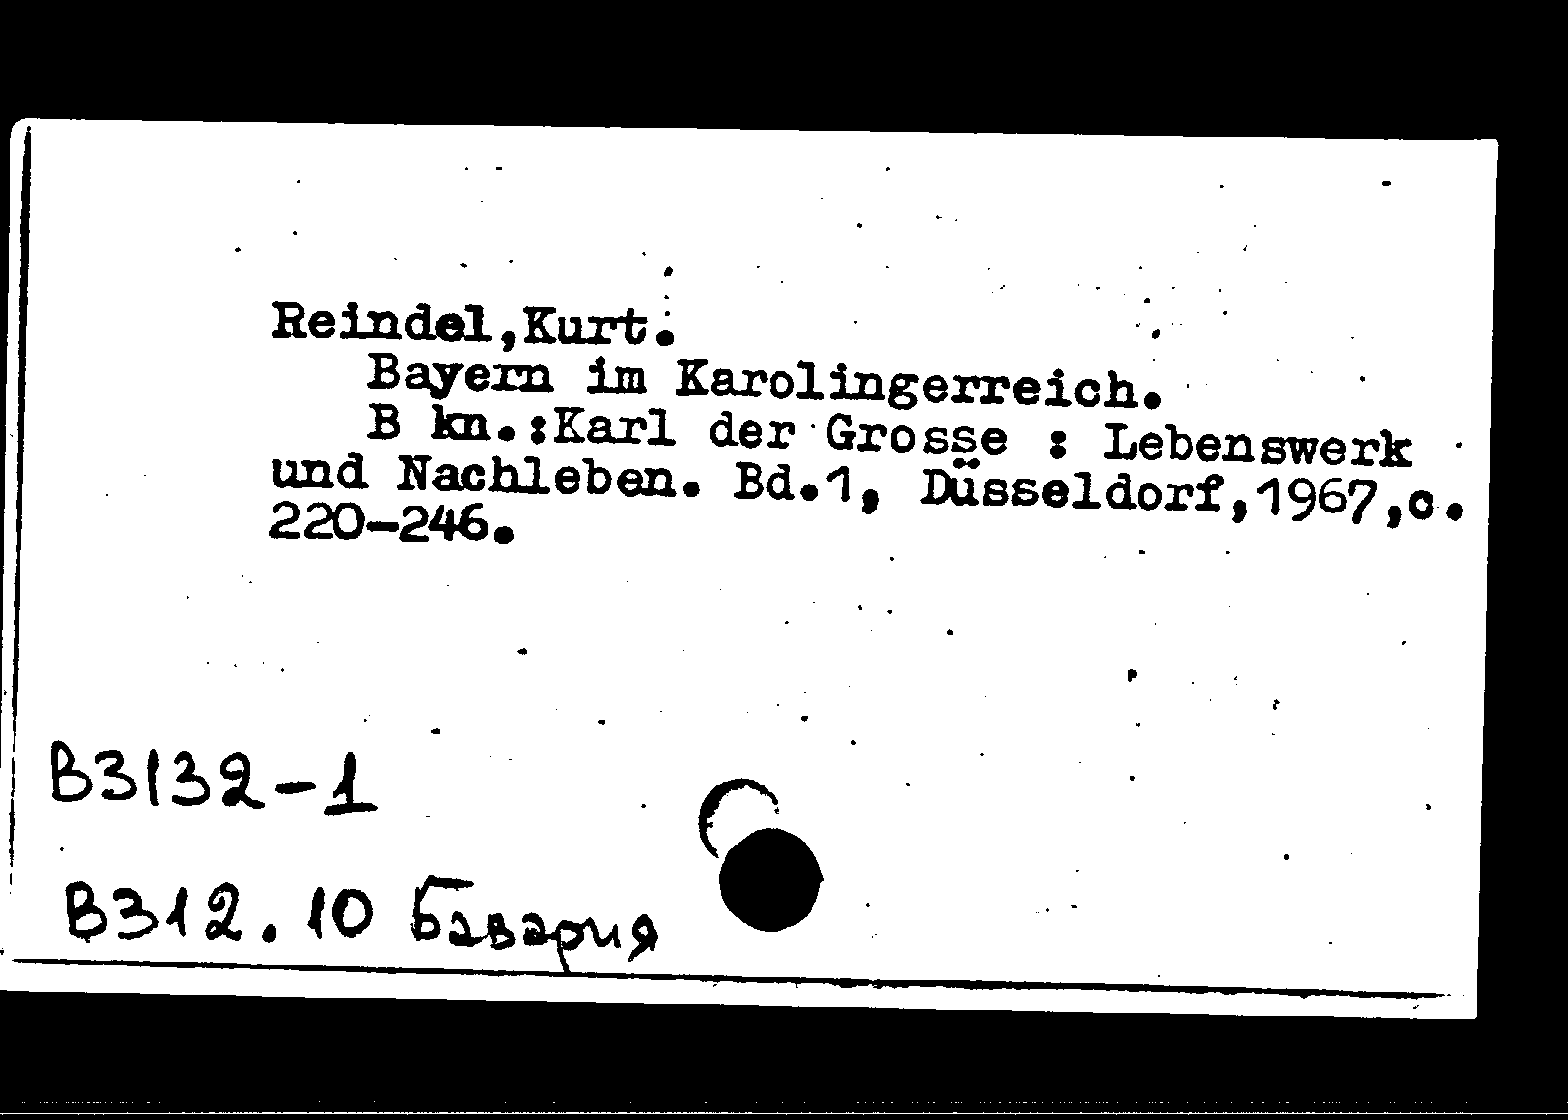 Reindel,Kurt.
Bayern im Karolingerreich.
B kn.:Karl der Grosse : Lebenswerk
und Nachleben. Bd.1, Düsseldorf,1967,c.
220-246.
B3132-1
B312.10 Бавария